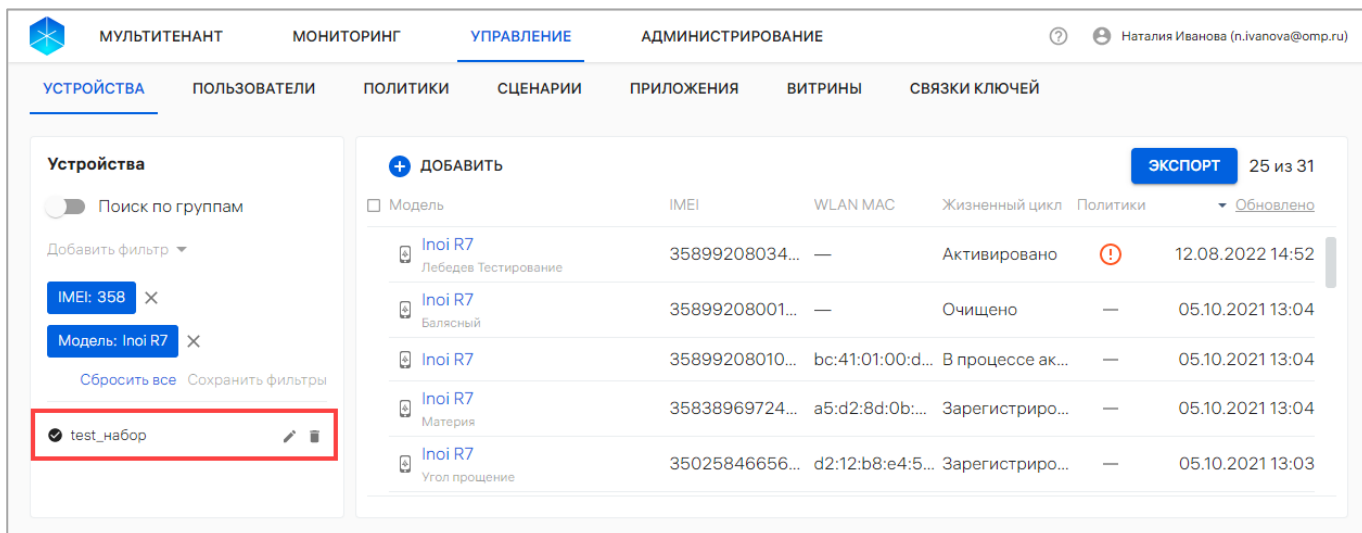 МУЛЬТИТЕНАНТ МОНИТОРИНГ УПРАВЛЕНИЕ АДМИНИСТРИРОВАНИЕ ? Наталия Иванова (n.ivanova@omp.ru)
УСТРОЙСТВА ПОЛЬЗОВАТЕЛИ ПОЛИТИКИ СЦЕНАРИИ ПРИЛОЖЕНИЯ ВИТРИНЫ СВЯЗКИ КЛЮЧЕЙ
Устройства
Поиск по группам
Добавить фильтр
IMEI: 358
Модель: Inoi R7
Сбросить все Сохранить фильтры
test_набор
ДОБАВИТЬ ЭКСПОРТ 25 из 31
Модель IMEI WLAN MAC Жизненный цикл Политики Обновлено
Inoi R7 35899208034... — Активировано 12.08.2022 14:52
Лебедев Тестирование
Inoi R7 35899208001... — Очищено — 05.10.2021 13:04
Балясный
Inoi R7 35899208010... bc:41:01:00:d... В процессе ак... — 05.10.2021 13:04
Inoi R7 35838969724... a5:d2:8d:0b:... Зарегистриро... — 05.10.2021 13:04
Материя
Inoi R7 35025846656... d2:12:b8:e4:5... Зарегистриро... — 05.10.2021 13:03
Угол прощение